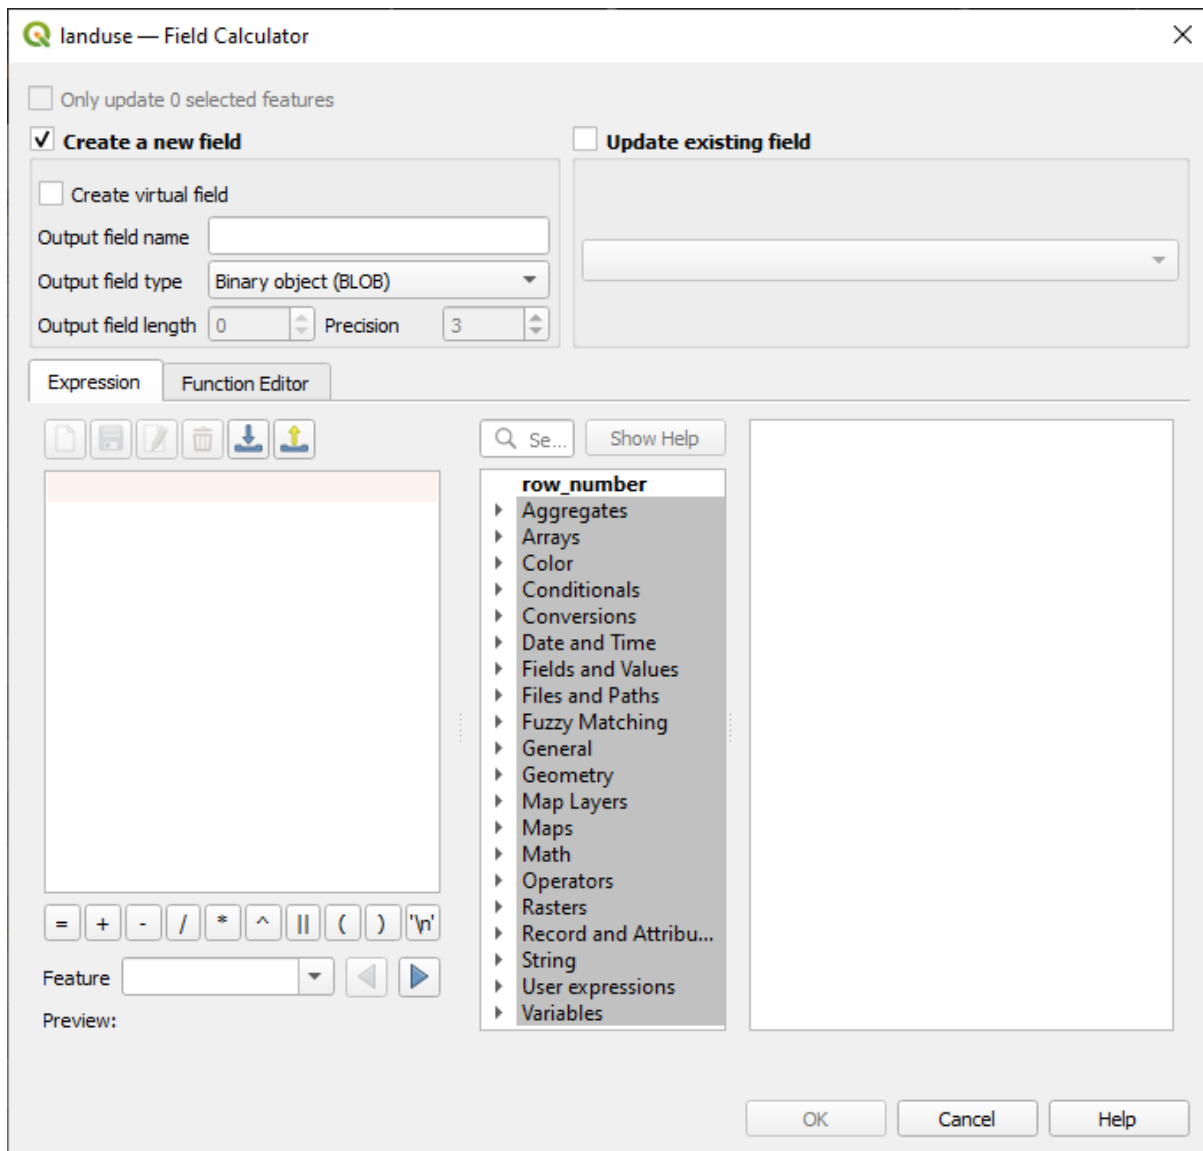 landuse — Field Calculator
Only update 0 selected features
Create a new field
Update existing field
Create virtual field
Output field name
Output field type Binary object (BLOB)
Output field length 0 Precision 3
Expression Function Editor
Se... Show Help
row_number
Aggregates
Arrays
Color
Conditionals
Conversions
Date and Time
Fields and Values
Files and Paths
Fuzzy Matching
General
Geometry
Map Layers
Maps
Math
Operators
Rasters
Record and Attribu...
String
User expressions
Variables
= + - / * ^ || ( ) '\n'
Feature
Preview:
OK Cancel Help